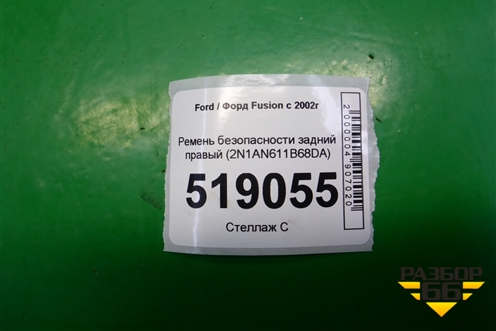 Ford / Форд Fusion с 2002г
Ремень безопасности задний
правый (2N1AN611B68DA)
519055
Стеллаж С
2000004907020
РАЗБОР
66